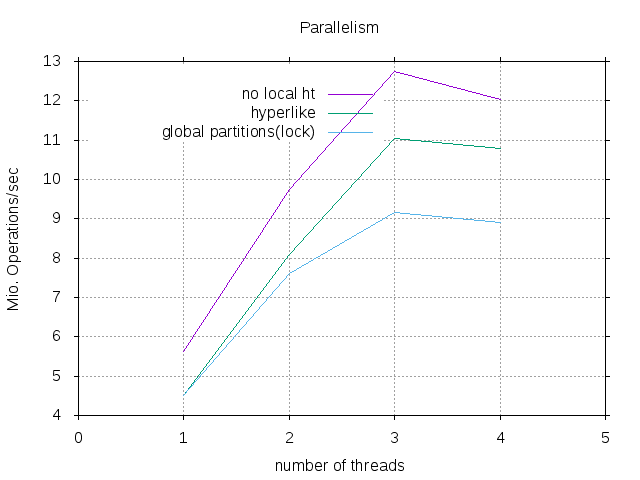 Parallelism
13
12
11
10
9
8
7
6
5
4
Mio. Operations/sec
no local ht
hyperlike
global partitions(lock)
0 1 2 3 4 5
number of threads